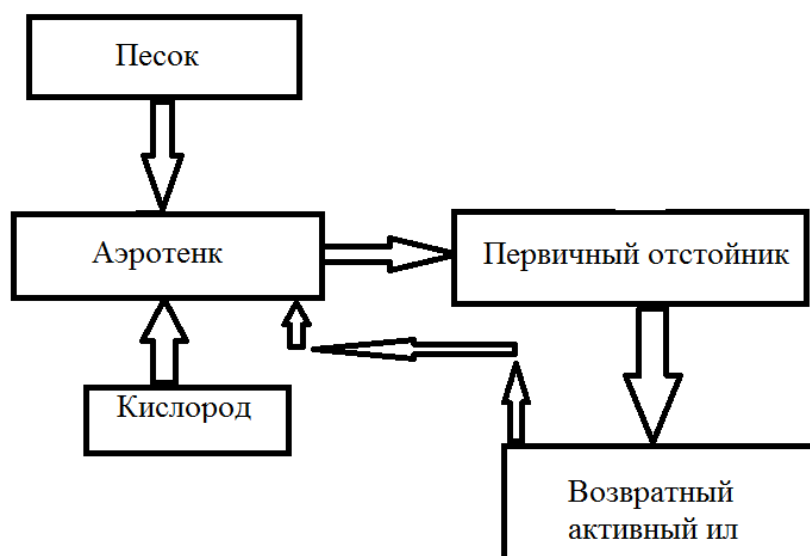 Песок
Аэротенк
Первичный отстойник
Кислород
Возвратный
активный ил